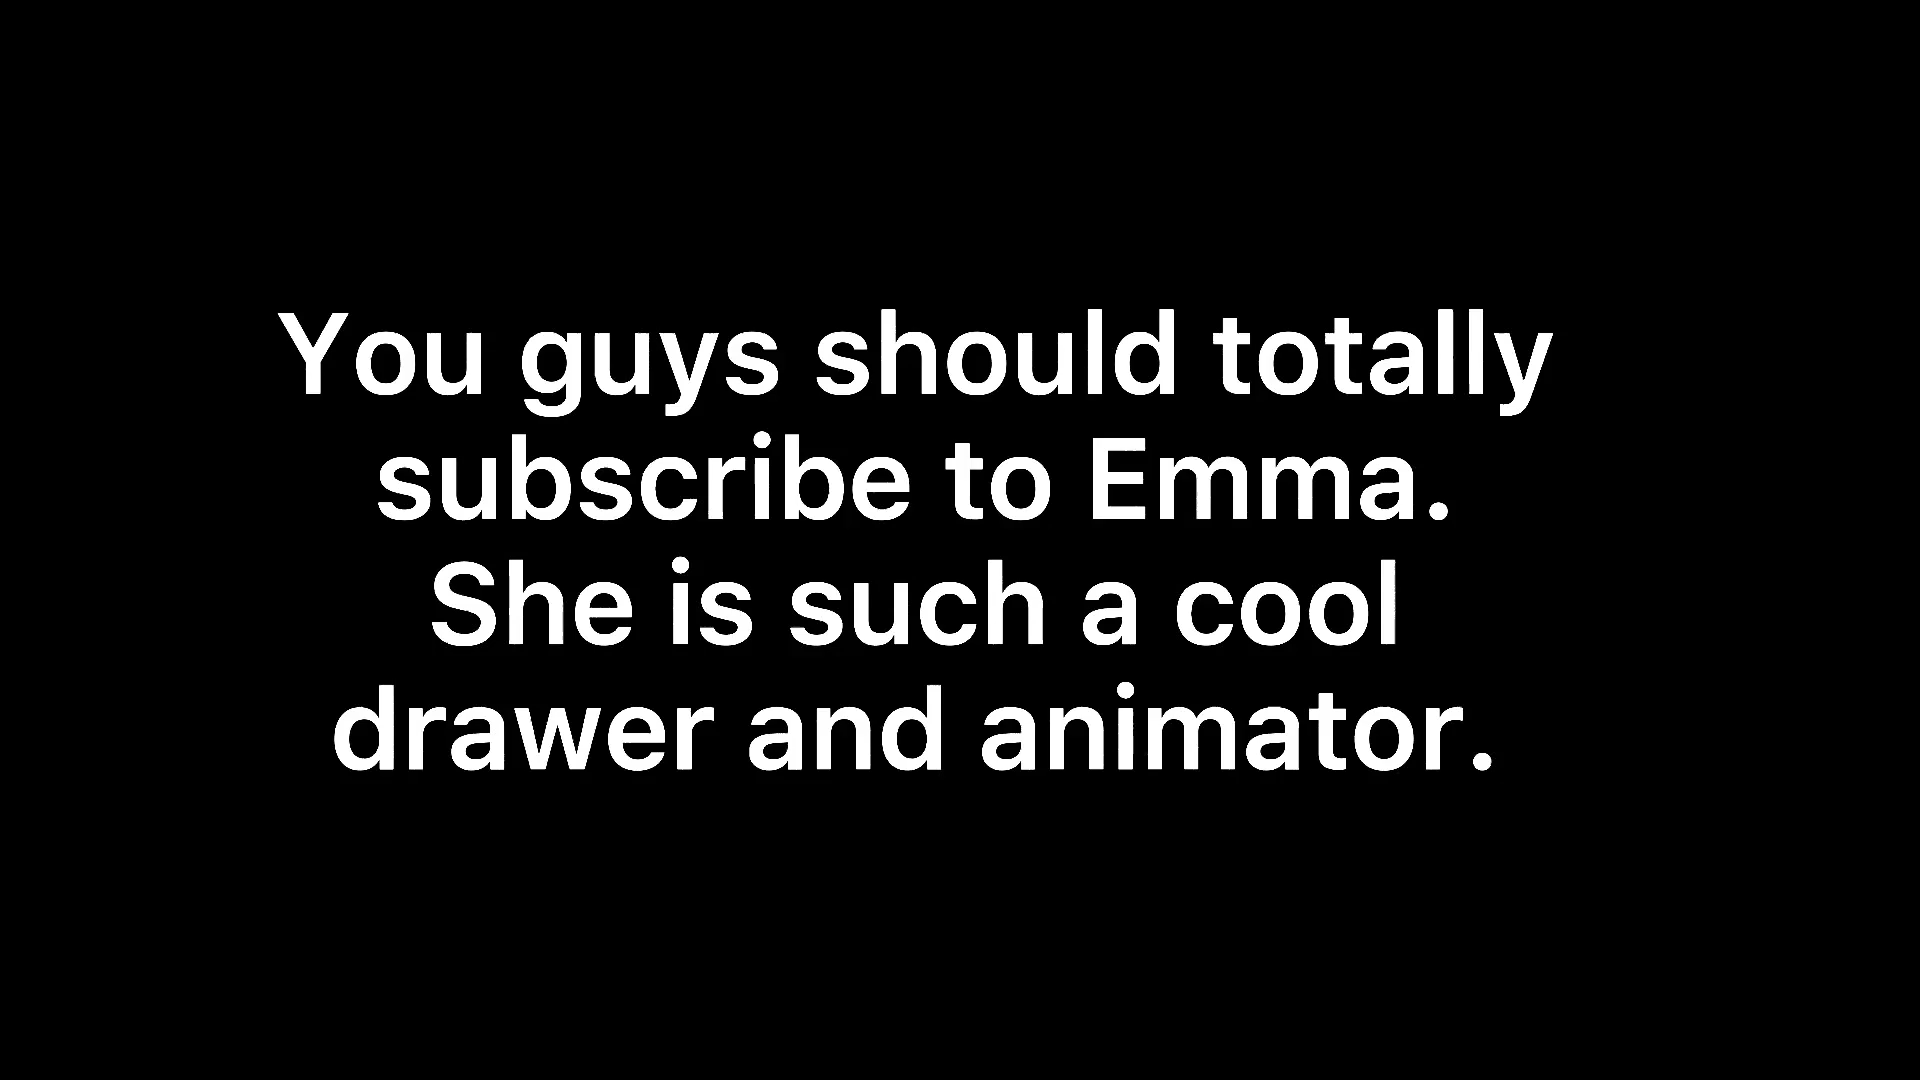 You guys should totally
subscribe to Emma.
She is such a cool
drawer and animator.